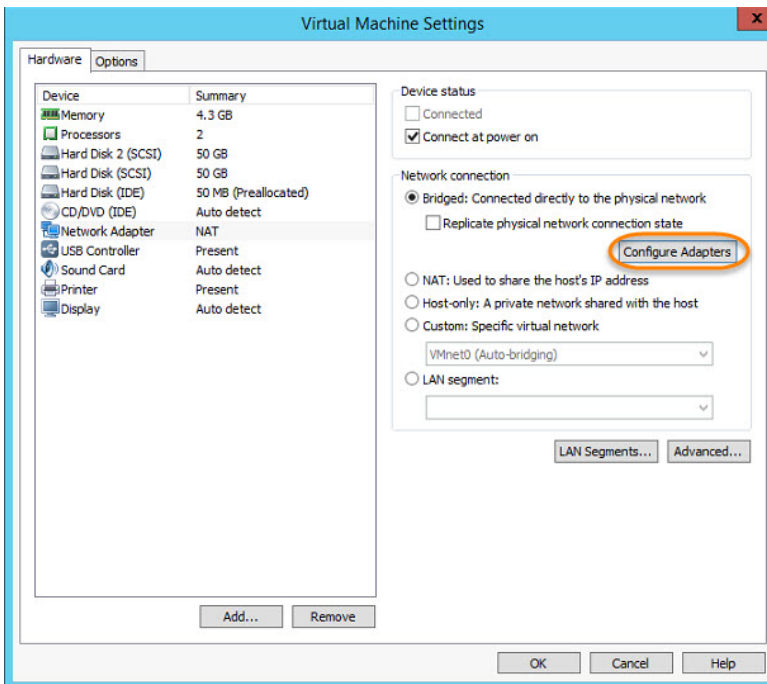 Virtual Machine Settings
x
Hardware Options
Device Summary
Memory 4.3 GB
Processors 2
Hard Disk 2 (SCSI) 50 GB
Hard Disk (SCSI) 50 GB
Hard Disk (IDE) 50 MB (Preallocated)
CD/DVD (IDE) Auto detect
Network Adapter NAT
USB Controller Present
Sound Card Auto detect
Printer Present
Display Auto detect
Add... Remove
Device status
Connected
Connect at power on
Network connection
Bridged: Connected directly to the physical network
Replicate physical network connection state
Configure Adapters
NAT: Used to share the host's IP address
Host-only: A private network shared with the host
Custom: Specific virtual network
VMnet0 (Auto-bridging)
LAN segment:
LAN Segments... Advanced...
OK Cancel Help